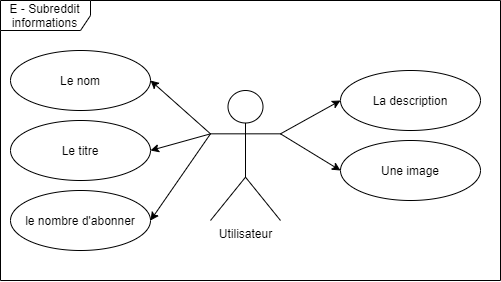 E - Subreddit
informations
Le nom
Le titre
le nombre d'abonner
La description
Une image
Utilisateur